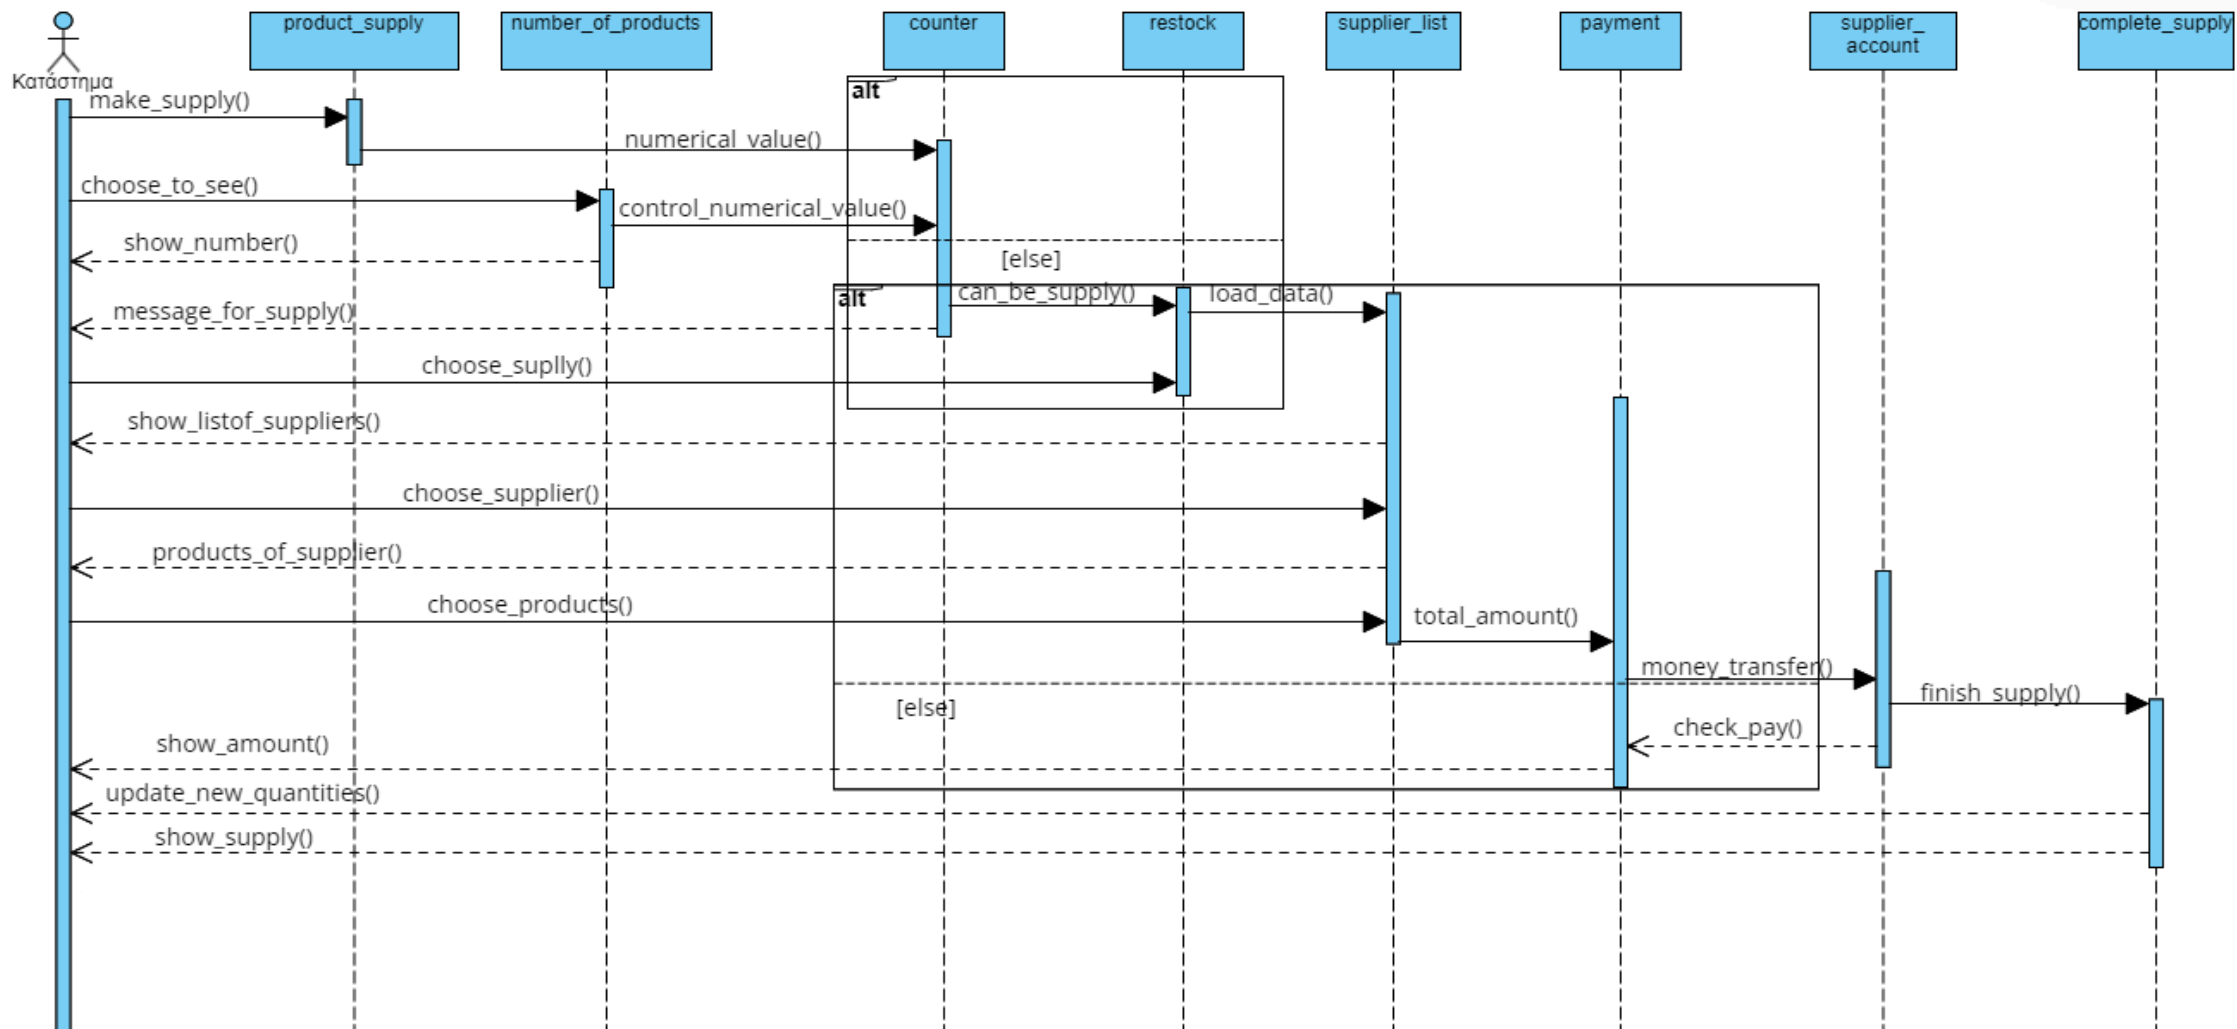 product_supply
number_of_products
counter
restock
supplier_list
payment
supplier_
account
complete_supply
Κατάστημα
alt
make_supply()
numerical_value()
choose_to_see()
control_numerical_value()
show_number()
[else]
alt
can_be_supply()
load_data()
message_for_supply()
choose_suplly()
show_listof_suppliers()
choose_supplier()
products_of_supplier()
choose_products()
total_amount()
money_transfer()
finish_supply()
[else]
check_pay()
show_amount()
update_new_quantities()
show_supply()